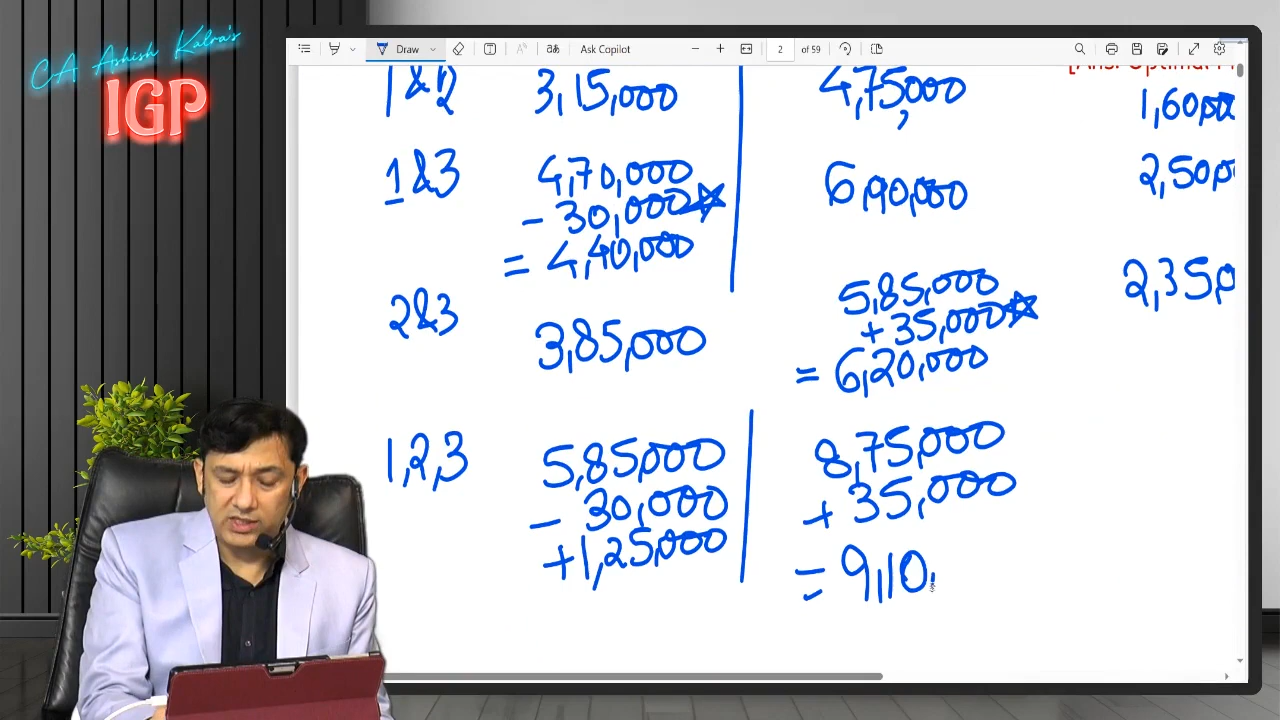 CA Ashish Kalra's
IGP
Draw
aあ
Ask Copilot
2 of 59
1&2 3,15,000 4,75,000 1,60,000
1&3 4,70,000 6,90,000 2,50,0
- 30,000
= 4,40,000
2&3 3,85,000 5,85,000 2,35,0
+ 35,000
= 6,20,000
1,2,3 5,85,000 8,75,000
- 30,000 + 35,000
+1,25,000 = 9,10,